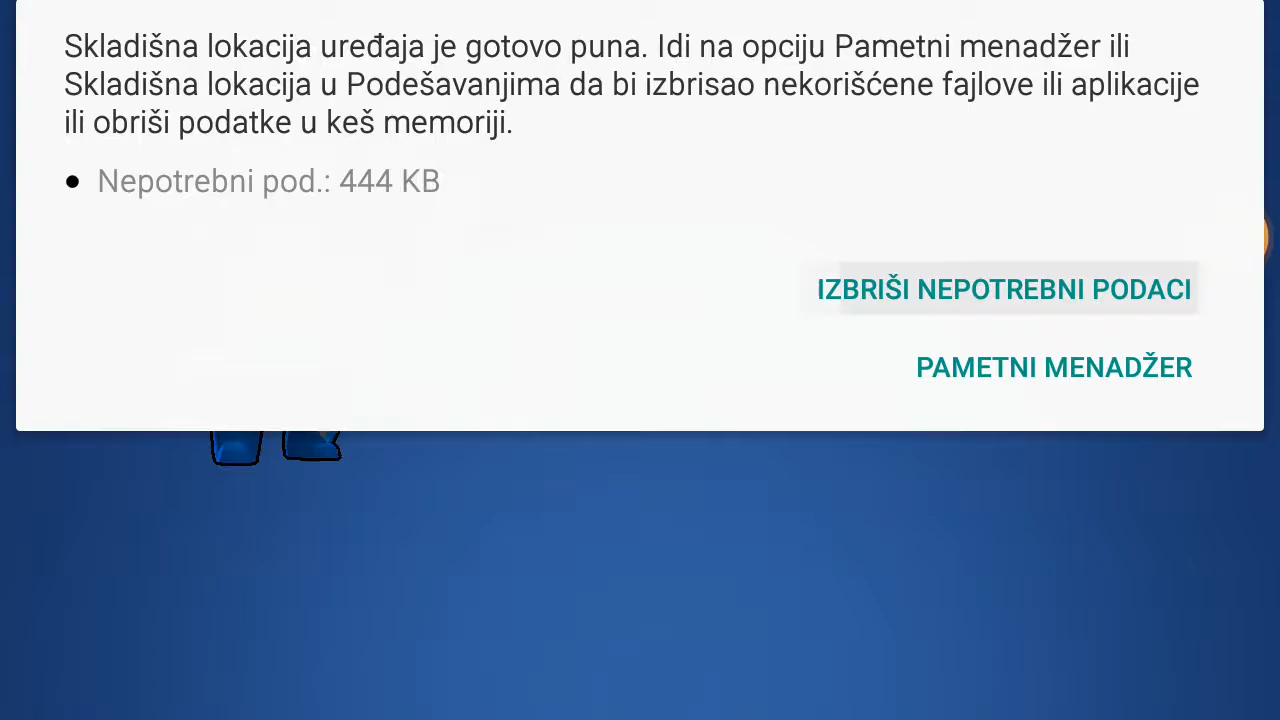 Skladišna lokacija uređaja je gotovo puna. Idi na opciju Pametni menadžer ili
Skladišna lokacija u Podešavanjima da bi izbrisao nekorišćene fajlove ili aplikacije
ili obriši podatke u keš memoriji.
Nepotrebni pod.: 444 KB
IZBRIŠI NEPOTREBNI PODACI
PAMETNI MENADŽER